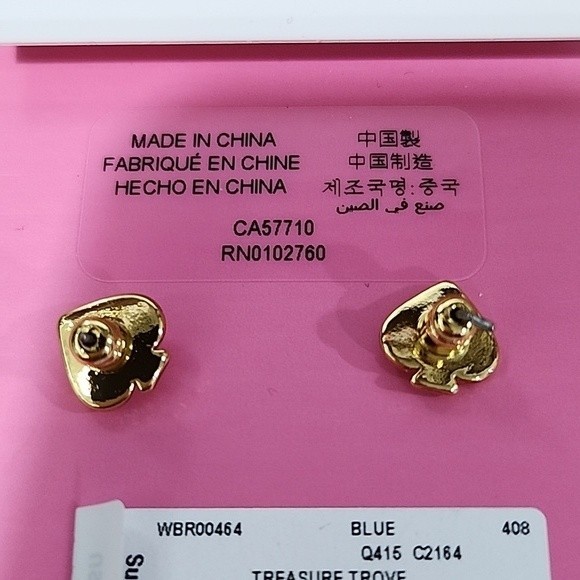 MADE IN CHINA 中国製
FABRIQUÉ EN CHINE 中国制造
HECHO EN CHINA 제조국명:중국
صنع في الصين
CA57710
RN0102760
WBR00464 BLUE 408
Q415 C2164
TREASURE TROVE
Su